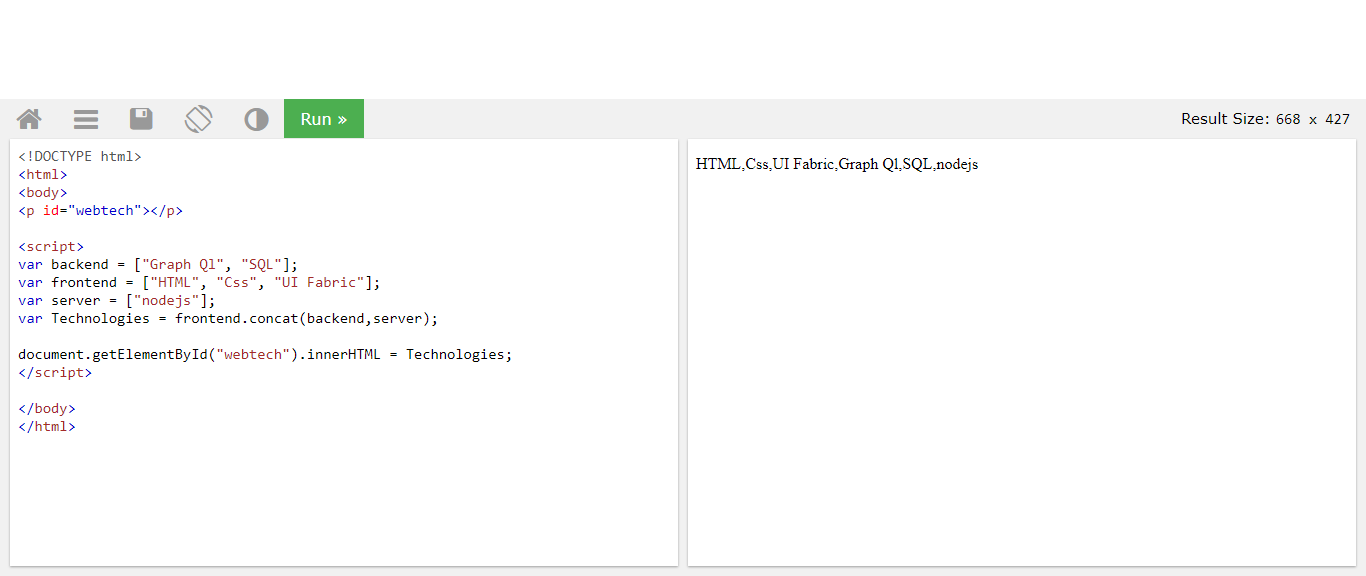 Run »
Result Size: 668 x 427
<!DOCTYPE html>
<html>
<body>
<p id="webtech"></p>
<script>
var backend = ["Graph Ql", "SQL"];
var frontend = ["HTML", "Css", "UI Fabric"];
var server = ["nodejs"];
var Technologies = frontend.concat(backend,server);
document.getElementById("webtech").innerHTML = Technologies;
</script>
</body>
</html>
HTML,Css,UI Fabric,Graph Ql,SQL,nodejs